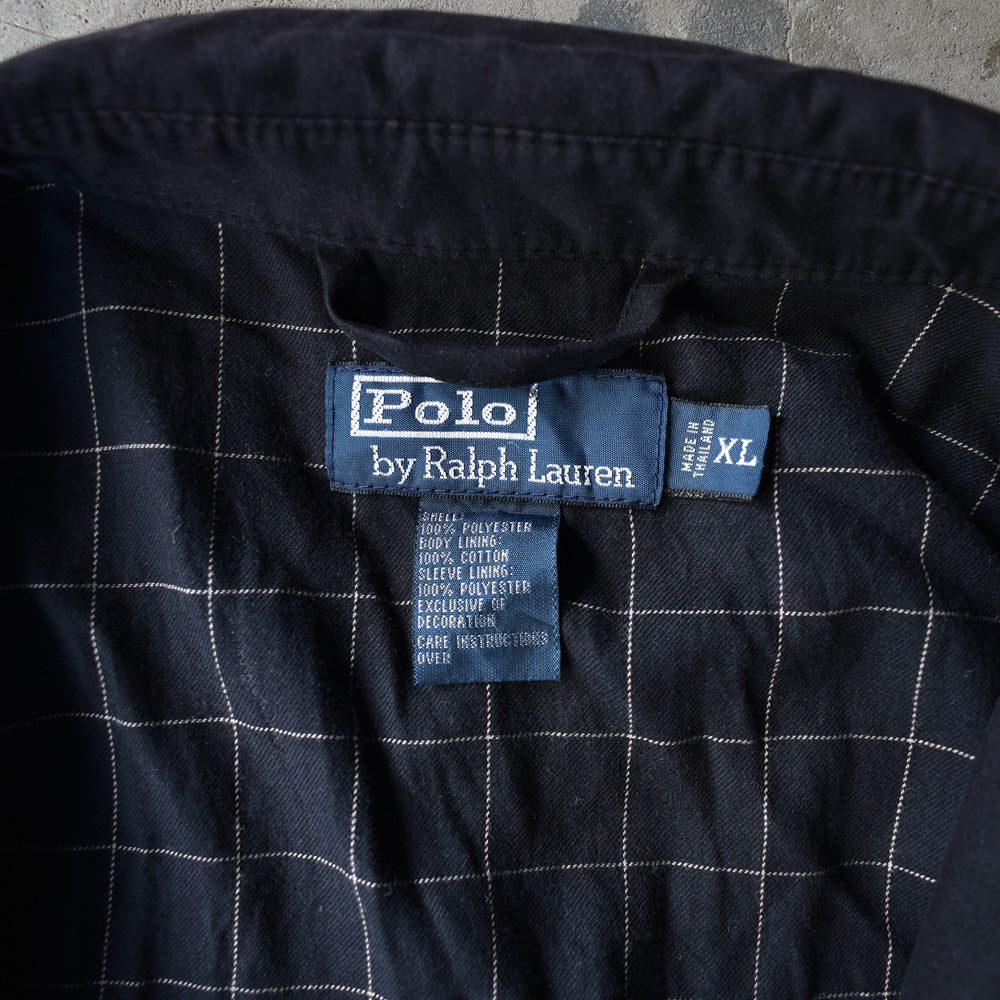 Polo
by Ralph Lauren
MADE IN
THAILAND
XL
SHELL:
100% POLYESTER
BODY LINING:
100% COTTON
SLEEVE LINING:
100% POLYESTER
EXCLUSIVE OF
DECORATION
CARE INSTRUCTIONS
OVER